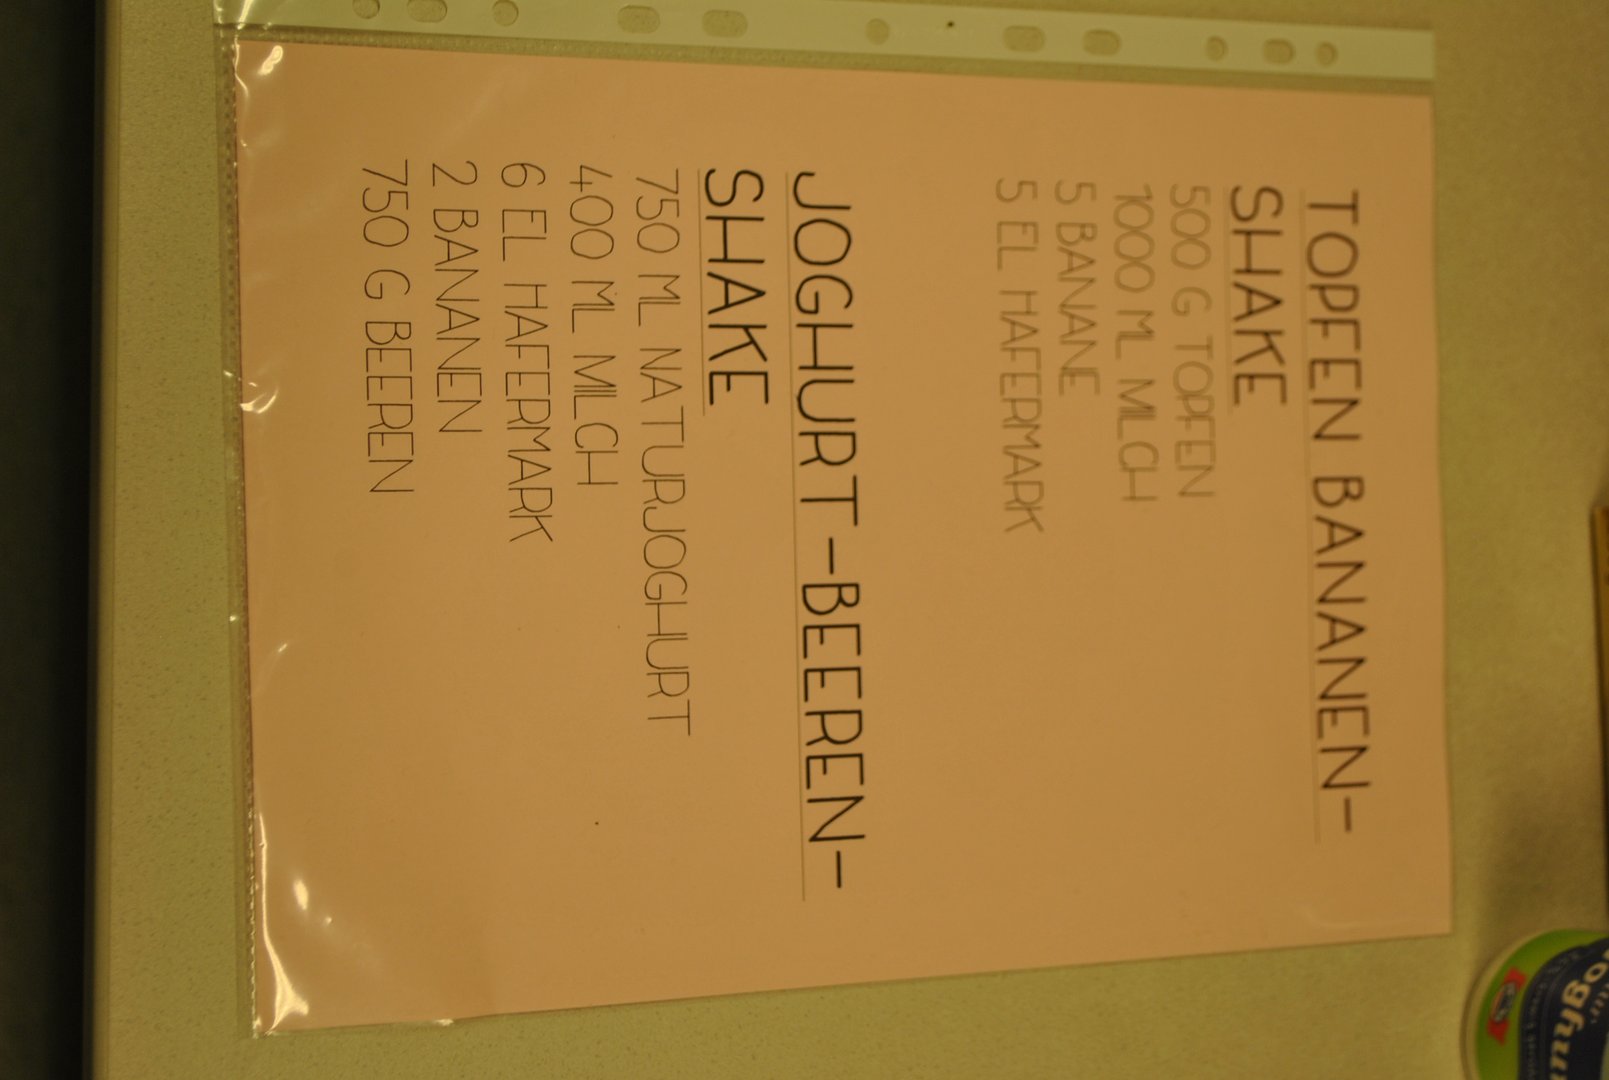 TOPFEN BANANEN-
SHAKE
500 G TOPFEN
1000 ML MILCH
5 BANANE
5 EL HAFERMARK
JOGHURT-BEEREN-
SHAKE
750 ML NATURJOGHURT
400 ML MILCH
6 EL HAFERMARK
2 BANANEN
750 G BEEREN